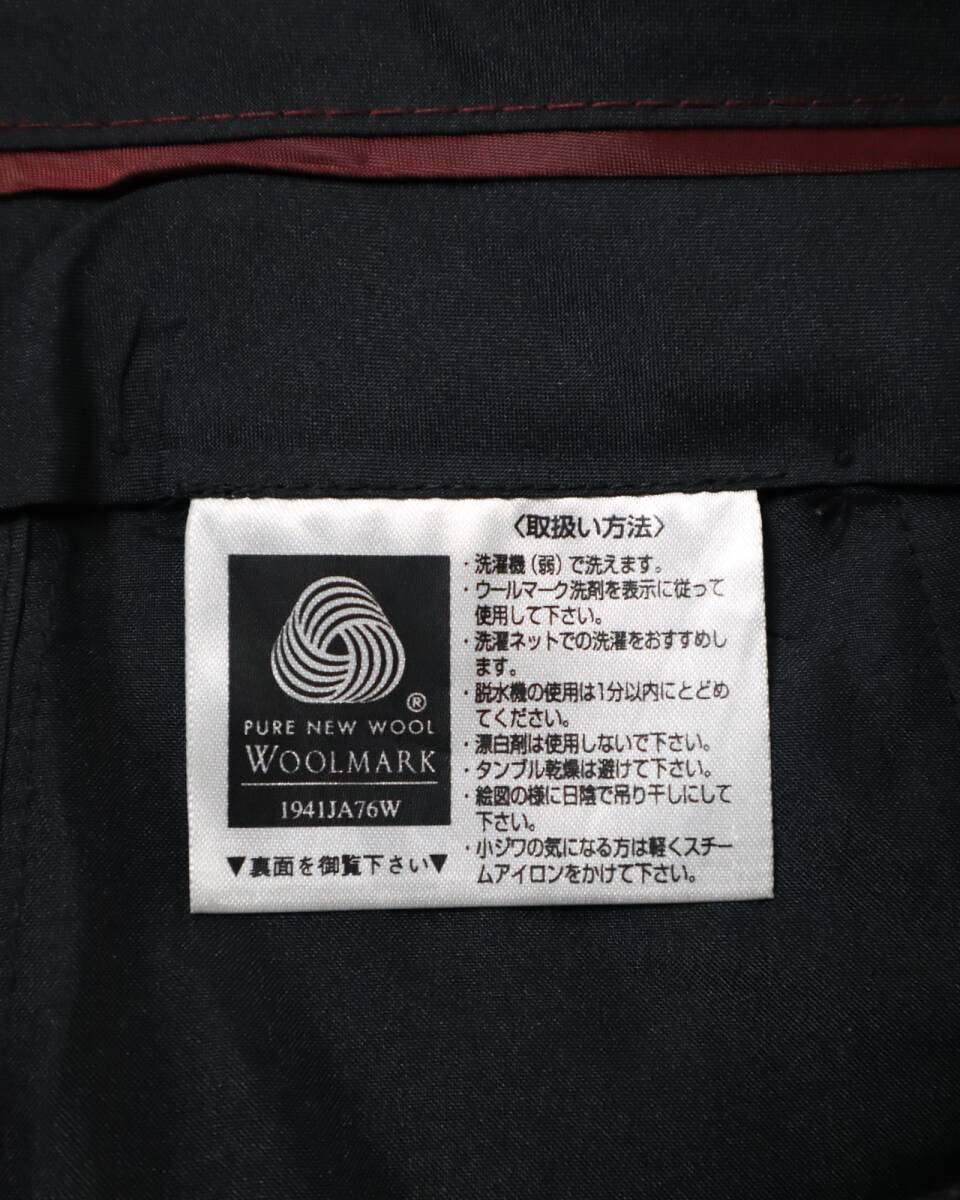 ®
PURE NEW WOOL
WOOLMARK
1941JA76W
▼裏面を御覧下さい▼
〈取扱い方法〉
・洗濯機(弱)で洗えます。
・ウールマーク洗剤を表示に従って
使用して下さい。
・洗濯ネットでの洗濯をおすすめし
ます。
・脱水機の使用は1分以内にとどめ
てください。
・漂白剤は使用しないで下さい。
・タンブル乾燥は避けて下さい。
・絵図の様に日陰で吊り干しにして
下さい。
・小ジワの気になる方は軽くスチー
ムアイロンをかけて下さい。